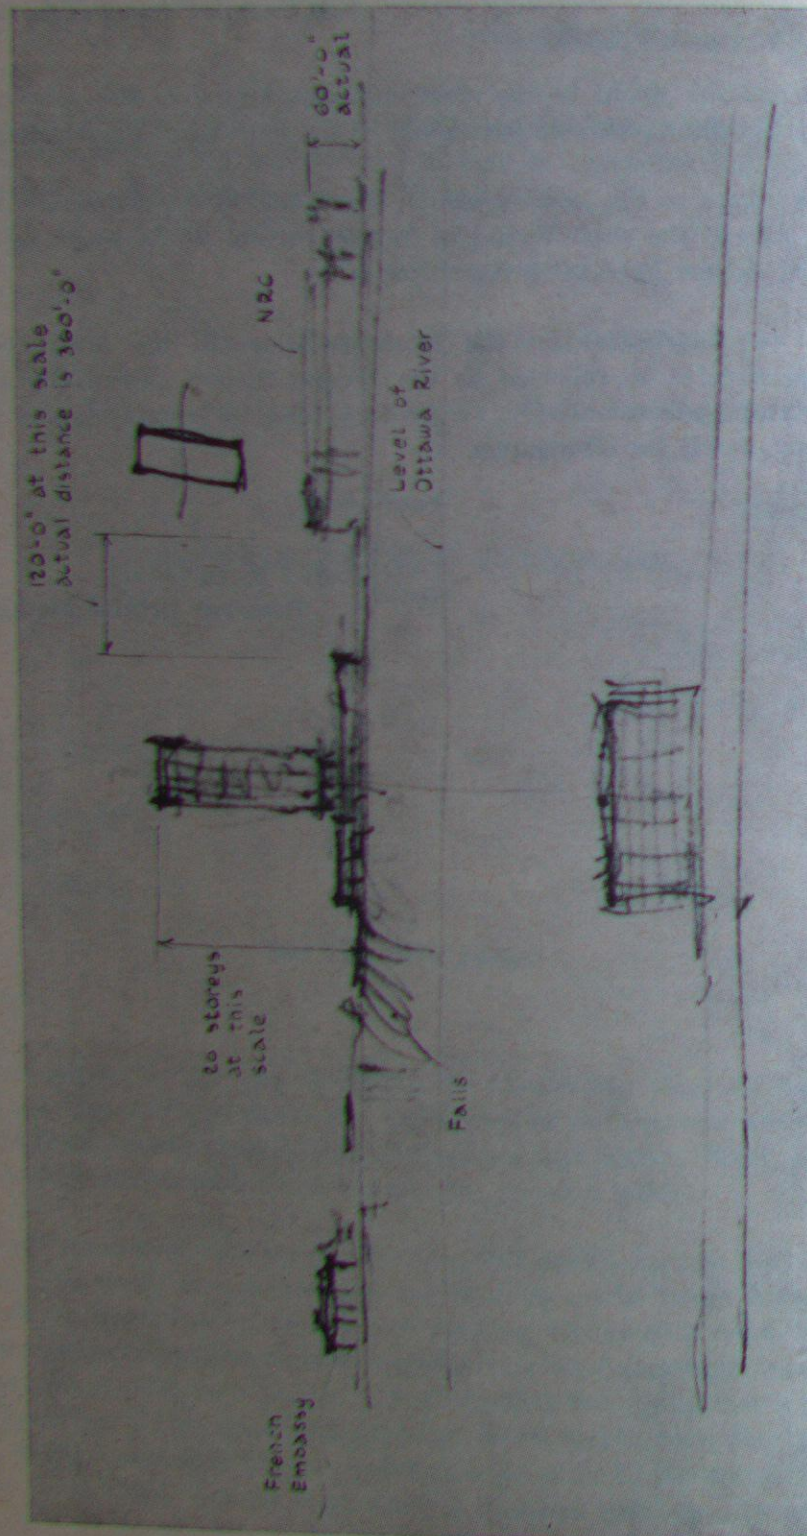 120'-0" at this scale
actual distance is 360'-0"
60'-0"
actual
NRC
Level of
Ottawa River
20 storeys
at this
scale
Falls
French
Embassy